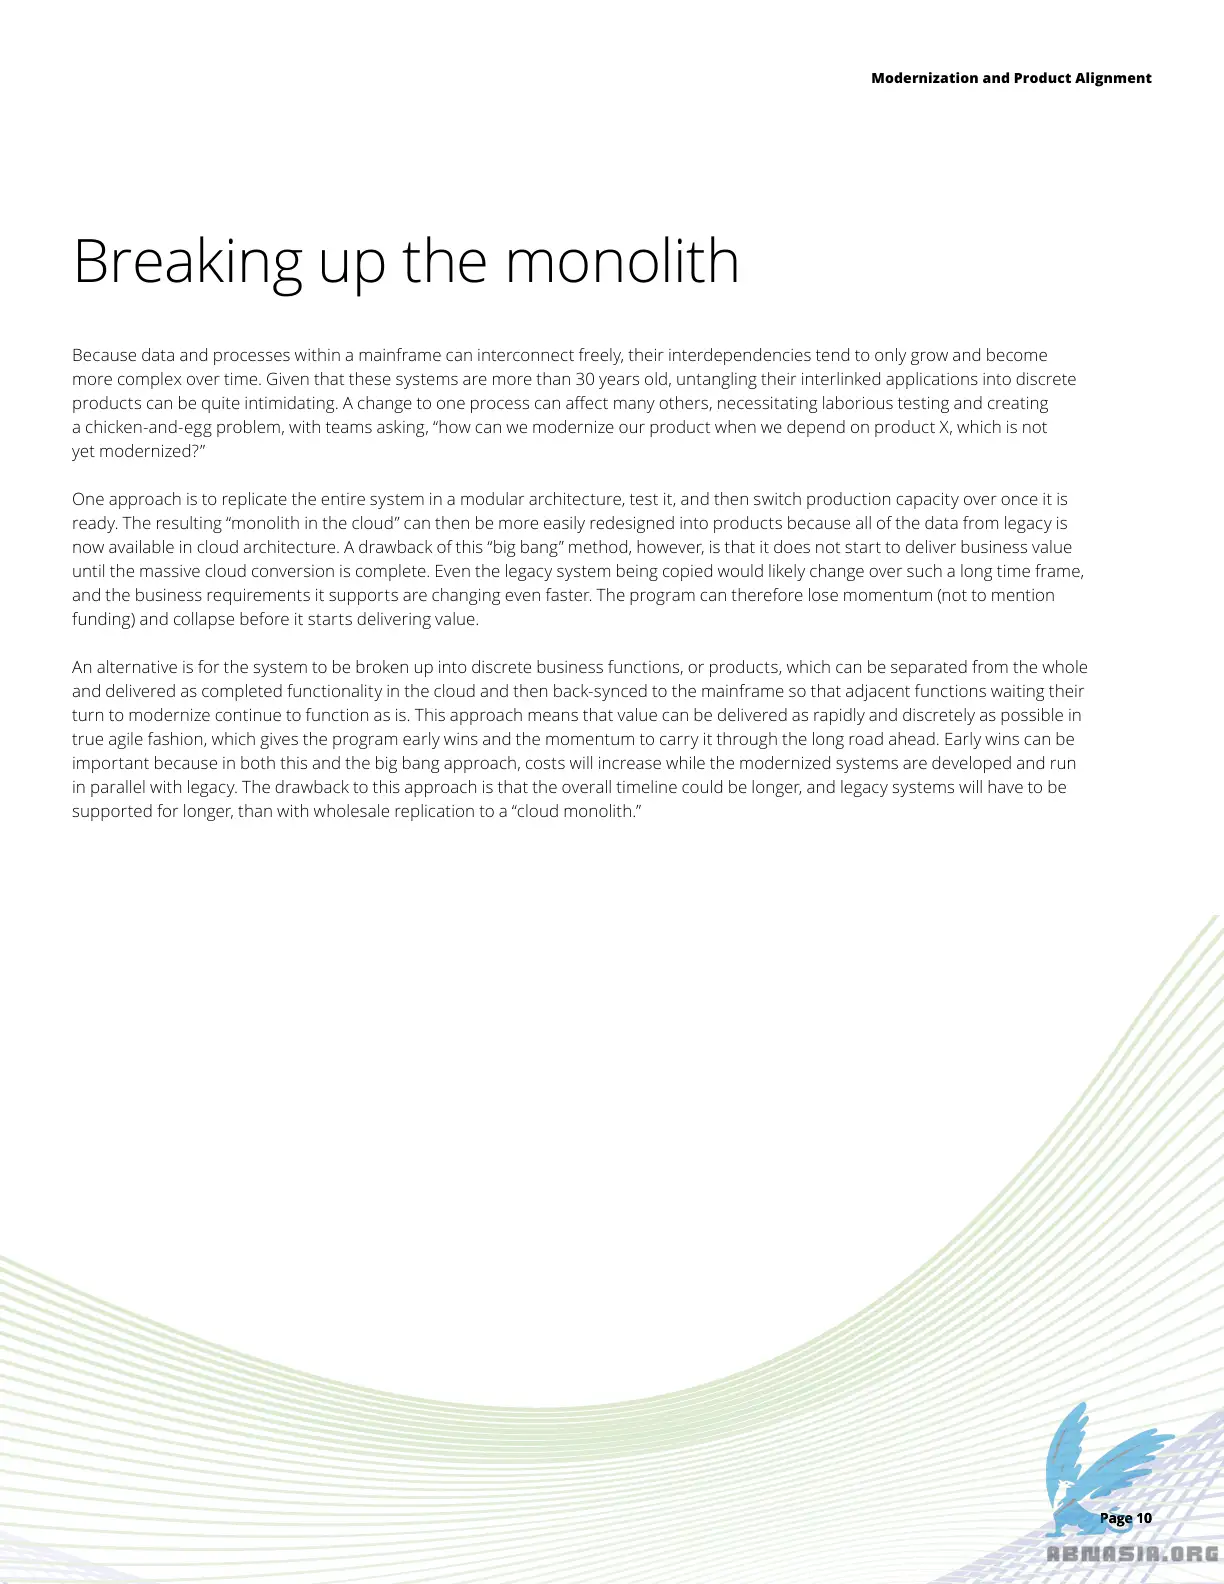 Modernization and Product Alignment
Breaking up the monolith
Because data and processes within a mainframe can interconnect freely, their interdependencies tend to only grow and become
more complex over time. Given that these systems are more than 30 years old, untangling their interlinked applications into discrete
products can be quite intimidating. A change to one process can affect many others, necessitating laborious testing and creating
a chicken-and-egg problem, with teams asking, “how can we modernize our product when we depend on product X, which is not
yet modernized?”
One approach is to replicate the entire system in a modular architecture, test it, and then switch production capacity over once it is
ready. The resulting “monolith in the cloud” can then be more easily redesigned into products because all of the data from legacy is
now available in cloud architecture. A drawback of this “big bang” method, however, is that it does not start to deliver business value
until the massive cloud conversion is complete. Even the legacy system being copied would likely change over such a long time frame,
and the business requirements it supports are changing even faster. The program can therefore lose momentum (not to mention
funding) and collapse before it starts delivering value.
An alternative is for the system to be broken up into discrete business functions, or products, which can be separated from the whole
and delivered as completed functionality in the cloud and then back-synced to the mainframe so that adjacent functions waiting their
turn to modernize continue to function as is. This approach means that value can be delivered as rapidly and discretely as possible in
true agile fashion, which gives the program early wins and the momentum to carry it through the long road ahead. Early wins can be
important because in both this and the big bang approach, costs will increase while the modernized systems are developed and run
in parallel with legacy. The drawback to this approach is that the overall timeline could be longer, and legacy systems will have to be
supported for longer, than with wholesale replication to a “cloud monolith.”
Page 10
ABNASIA.ORG